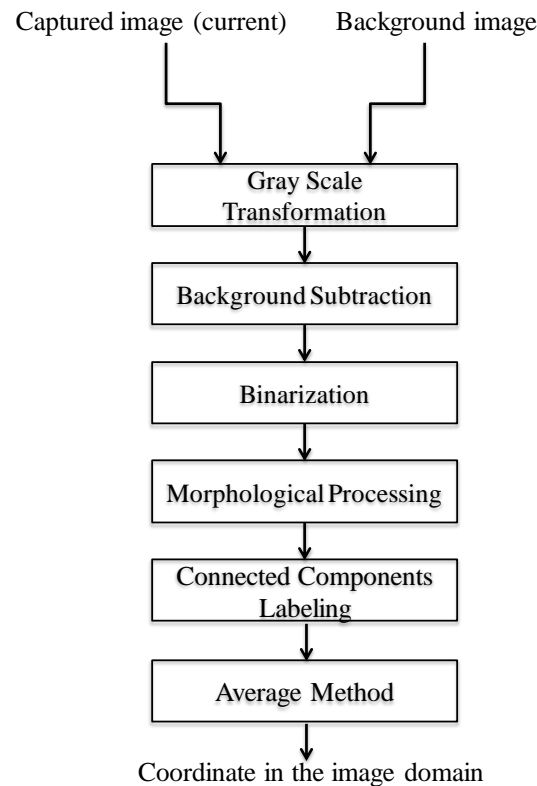 Captured image (current)
Background image
Gray Scale
Transformation
Background Subtraction
Binarization
Morphological Processing
Connected Components
Labeling
Average Method
Coordinate in the image domain